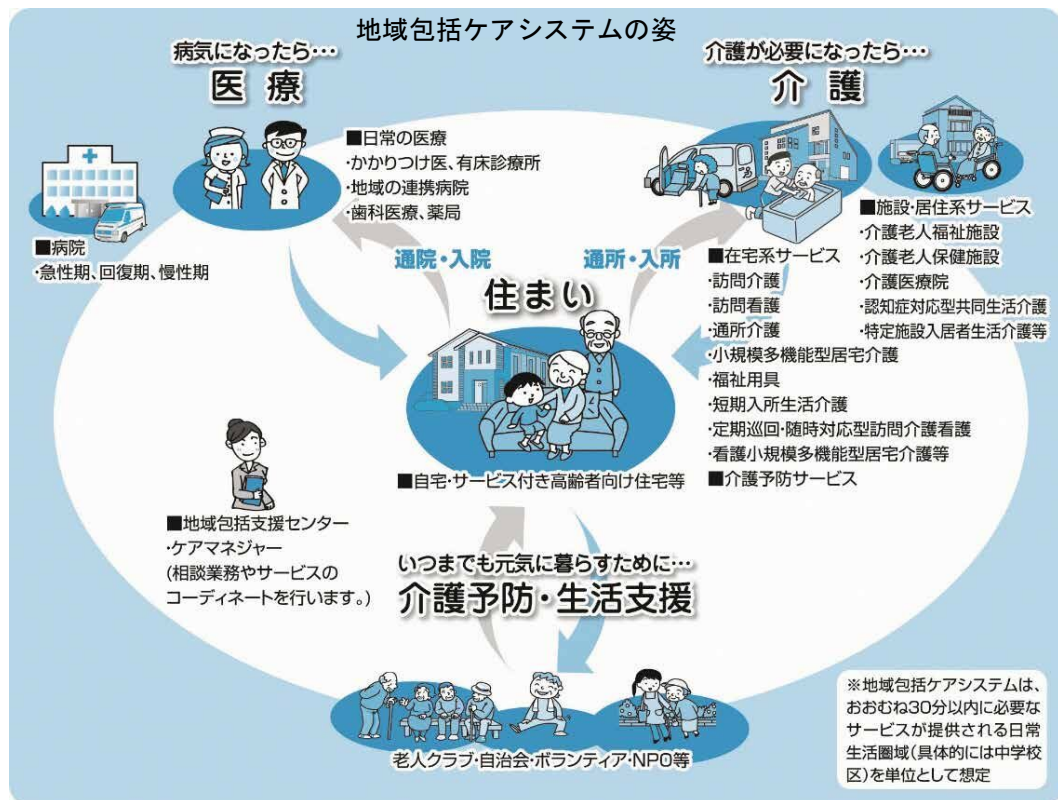 地域包括ケアシステムの姿
病気になったら･･･
医 療
■日常の医療
・かかりつけ医、有床診療所
・地域の連携病院
・歯科医療、薬局
■病院
・急性期、回復期、慢性期
通院・入院
介護が必要になったら･･･
介 護
■施設・居住系サービス
・介護老人福祉施設
・介護老人保健施設
・介護医療院
・認知症対応型共同生活介護
・特定施設入居者生活介護等
通所・入所
■在宅系サービス
・訪問介護
・訪問看護
・通所介護
・小規模多機能型居宅介護
・福祉用具
・短期入所生活介護
・定期巡回・随時対応型訪問介護看護
・看護小規模多機能型居宅介護等
■介護予防サービス
住まい
■自宅・サービス付き高齢者向け住宅等
■地域包括支援センター
・ケアマネジャー
(相談業務やサービスの
コーディネートを行います。)
いつまでも元気に暮らすために･･･
介護予防・生活支援
老人クラブ・自治会・ボランティア・NPO等
※地域包括ケアシステムは、
おおむね30分以内に必要な
サービスが提供される日常
生活圏域(具体的には中学校
区)を単位として想定